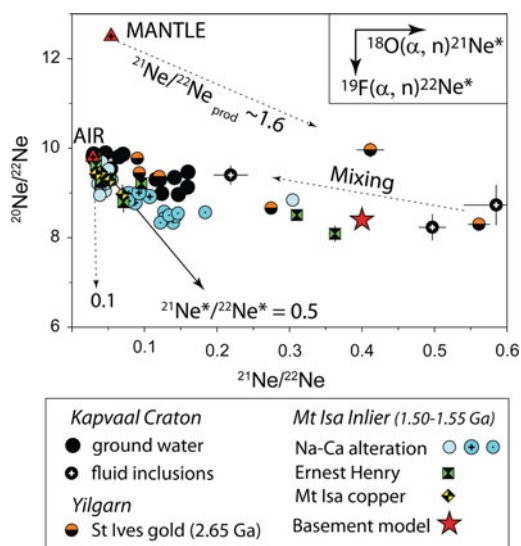 12
10
8
6
²⁰Ne/²²Ne
MANTLE
¹⁸O(α, n)²¹Ne*
¹⁹F(α, n)²²Ne*
²¹Ne/²²Ne prod ~1.6
AIR
Mixing
0.1
²¹Ne*/²²Ne* = 0.5
0.1 0.2 0.3 0.4 0.5 0.6
²¹Ne/²²Ne
Kapvaal Craton
ground water
fluid inclusions
Yilgarn
St Ives gold (2.65 Ga)
Mt Isa Inlier (1.50-1.55 Ga)
Na-Ca alteration
Ernest Henry
Mt Isa copper
Basement model